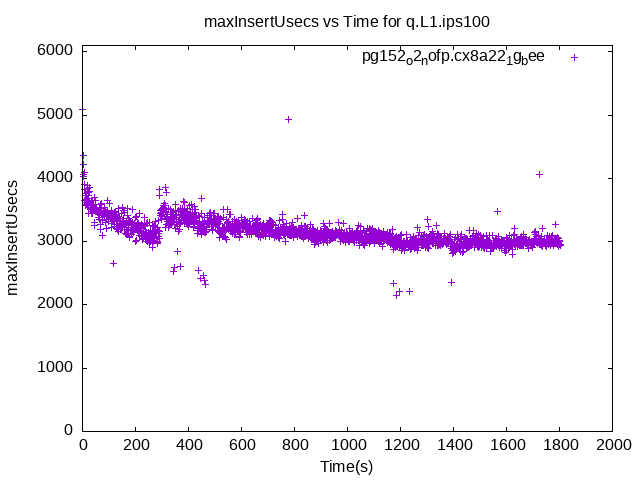 maxInsertUsecs vs Time for q.L1.ips100
pg152_o2_nofp.cx8a22_1g_bee
maxInsertUsecs
6000
5000
4000
3000
2000
1000
0
0 200 400 600 800 1000 1200 1400 1600 1800 2000
Time(s)